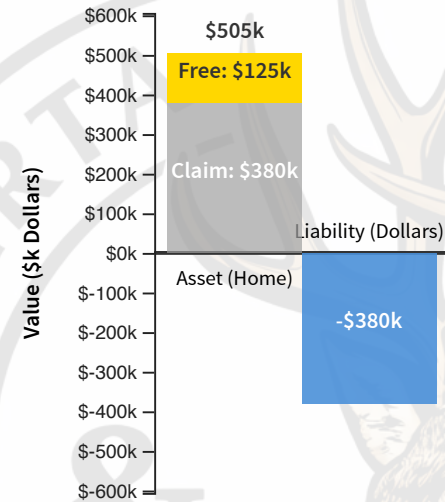 $600k
$505k
$500k
Free: $125k
$400k
$300k
$200k
Claim: $380k
$100k
Liability (Dollars)
$0k
Asset (Home)
$-100k
-$380k
$-200k
$-300k
$-400k
$-500k
$-600k
Value ($k Dollars)